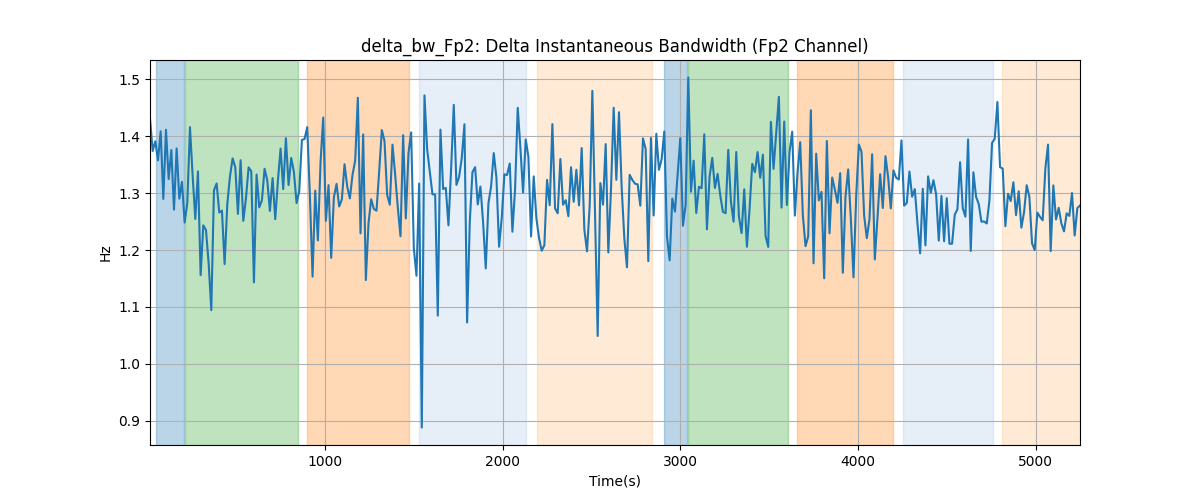 delta_bw_Fp2: Delta Instantaneous Bandwidth (Fp2 Channel)
1.5
1.4
1.3
1.2
1.1
1.0
0.9
Hz
1000 2000 3000 4000 5000
Time(s)